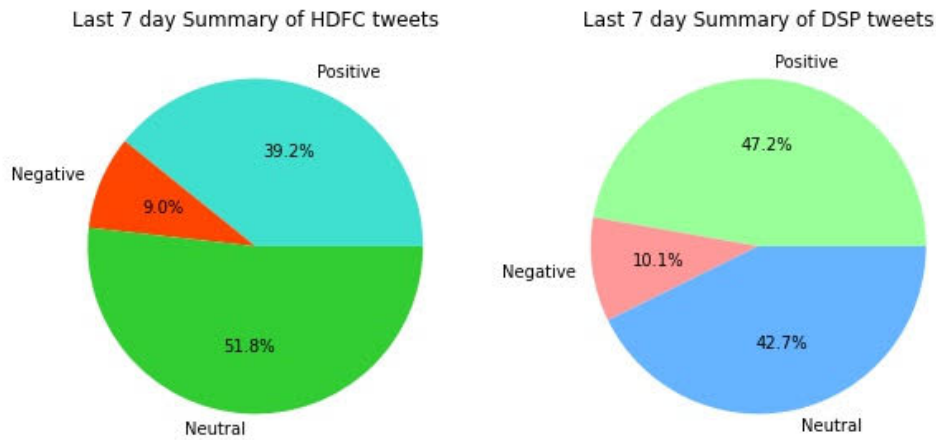 Last 7 day Summary of HDFC tweets
Positive
39.2%
Negative
9.0%
51.8%
Neutral
Last 7 day Summary of DSP tweets
Positive
47.2%
Negative
10.1%
42.7%
Neutral